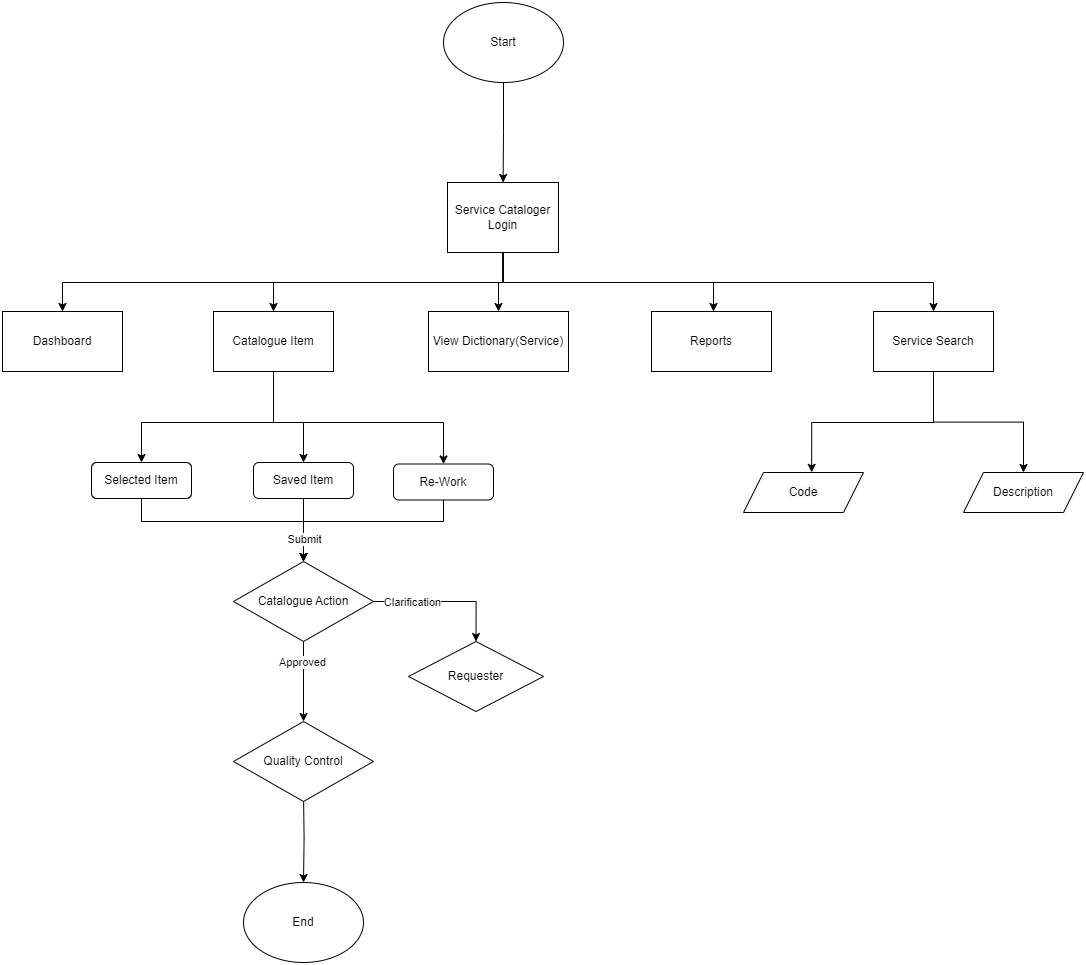 Start
Service Cataloger
Login
Dashboard
Catalogue Item
View Dictionary(Service)
Reports
Service Search
Selected Item
Saved Item
Re-Work
Code
Description
Submit
Catalogue Action
Clarification
Approved
Requester
Quality Control
End